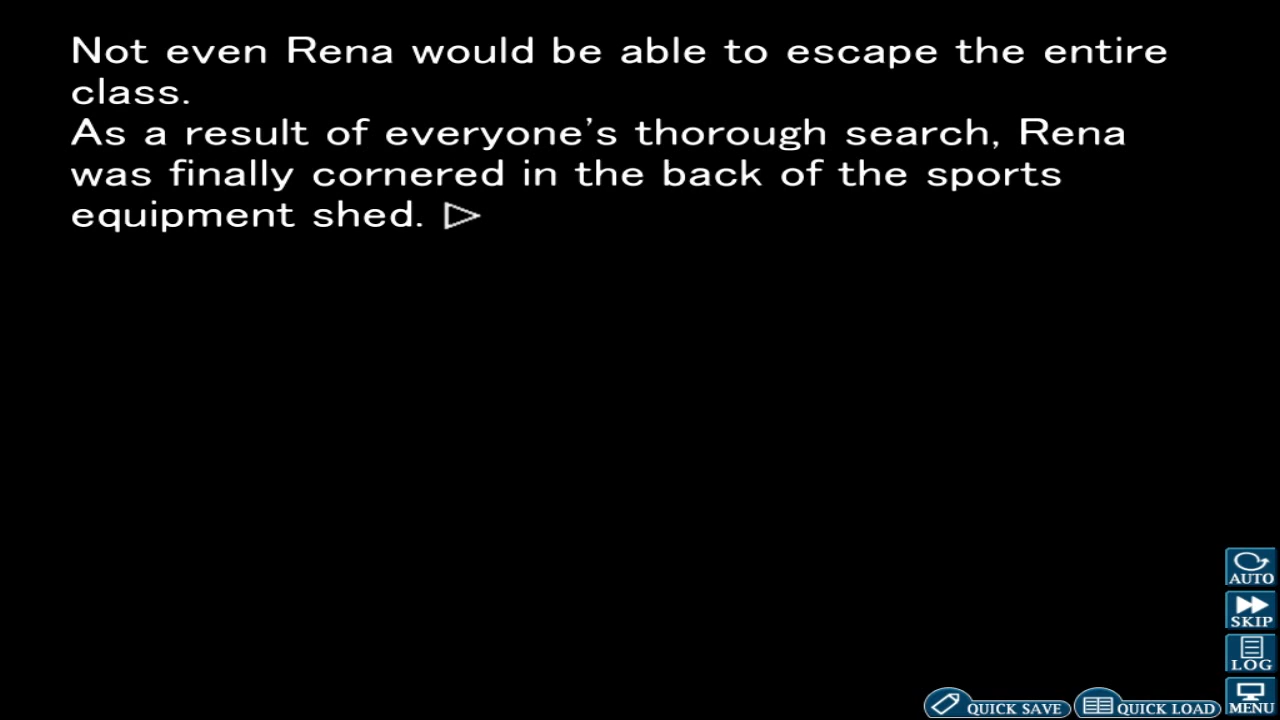 Not even Rena would be able to escape the entire
class.
As a result of everyone's thorough search, Rena
was finally cornered in the back of the sports
equipment shed.
AUTO
SKIP
LOG
QUICK SAVE
QUICK LOAD
MENU